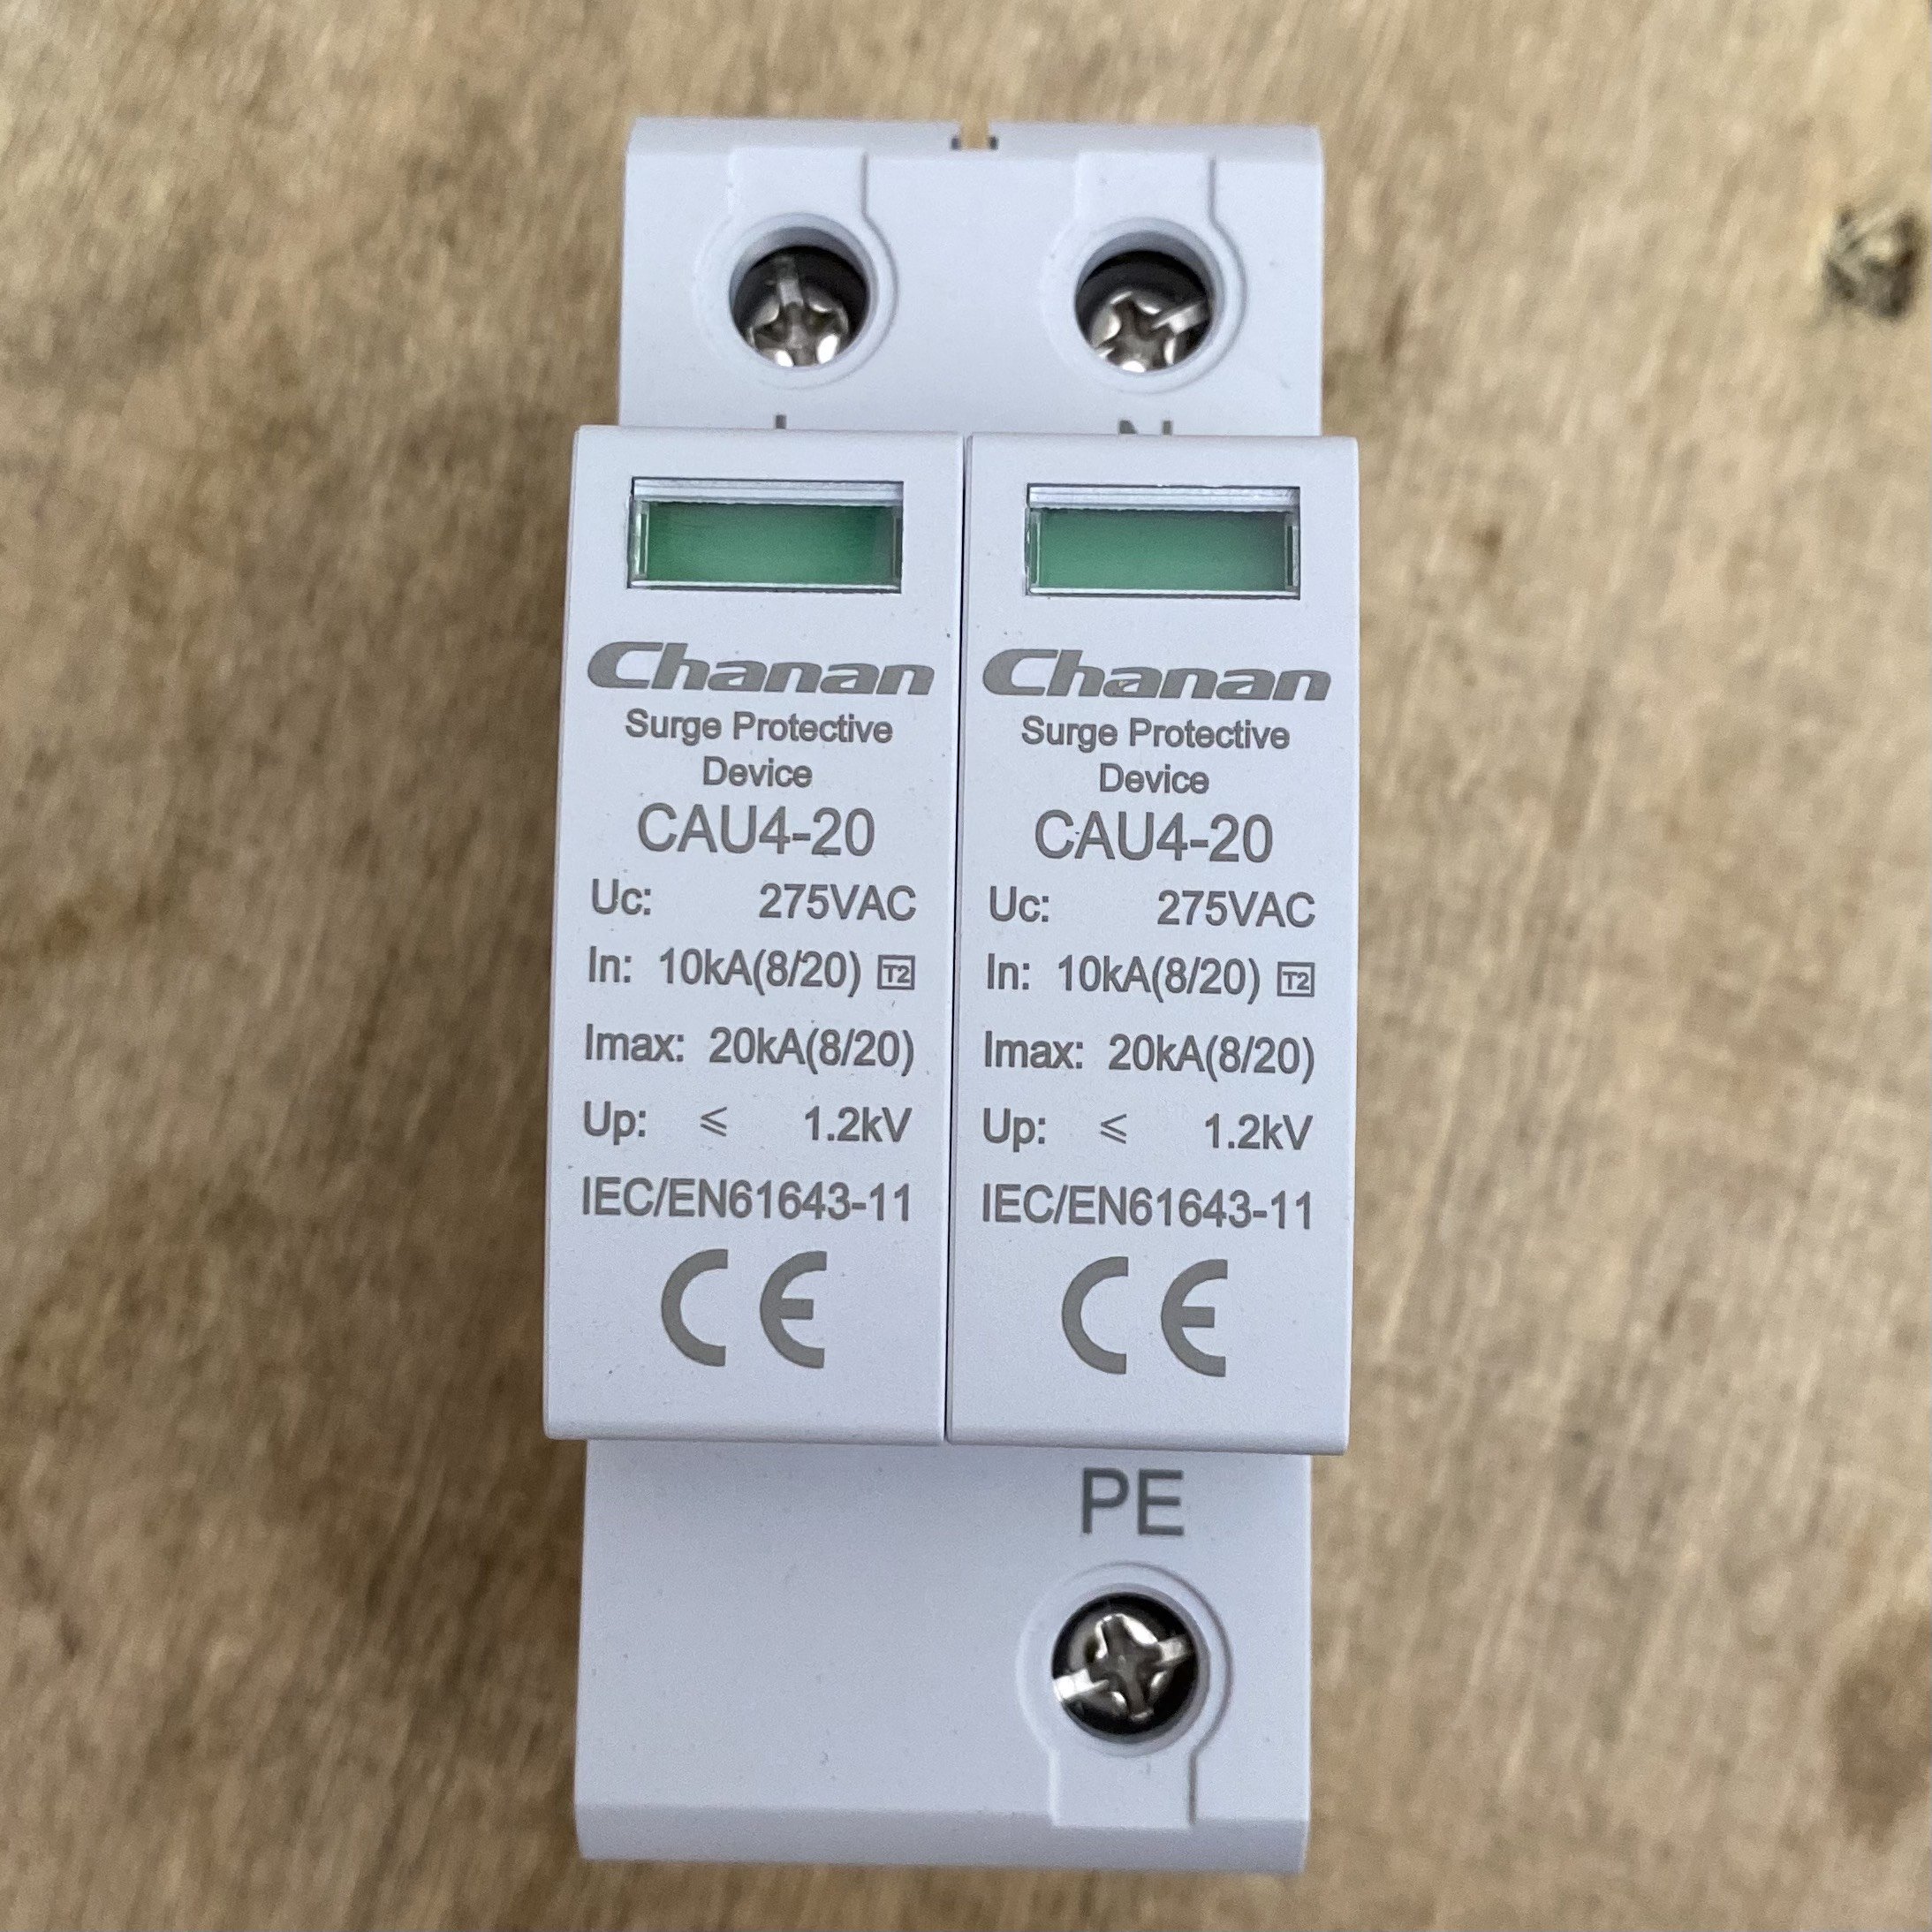 L N
Chanan
Surge Protective
Device
CAU4-20
Uc: 275VAC
In: 10kA(8/20) T2
Imax: 20kA(8/20)
Up: ≤ 1.2kV
IEC/EN61643-11
CE
Chanan
Surge Protective
Device
CAU4-20
Uc: 275VAC
In: 10kA(8/20) T2
Imax: 20kA(8/20)
Up: ≤ 1.2kV
IEC/EN61643-11
CE
PE